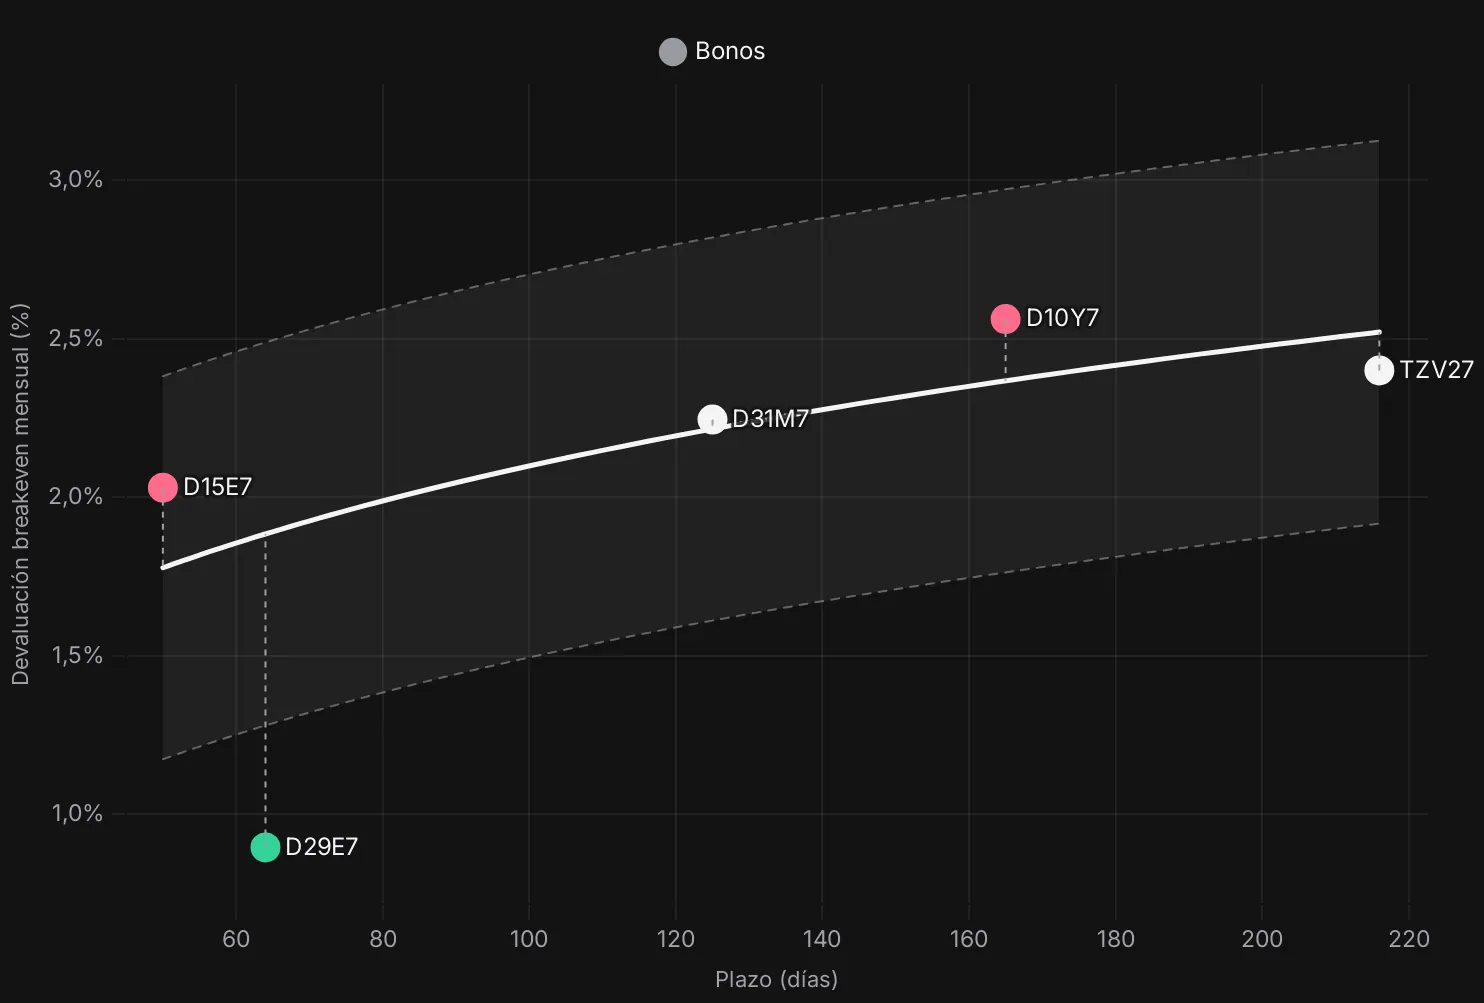 Bonos
Devaluación breakeven mensual (%)
3,0%
2,5%
2,0%
1,5%
1,0%
D10Y7
TZV27
D31M7
D15E7
D29E7
60 80 100 120 140 160 180 200 220
Plazo (días)